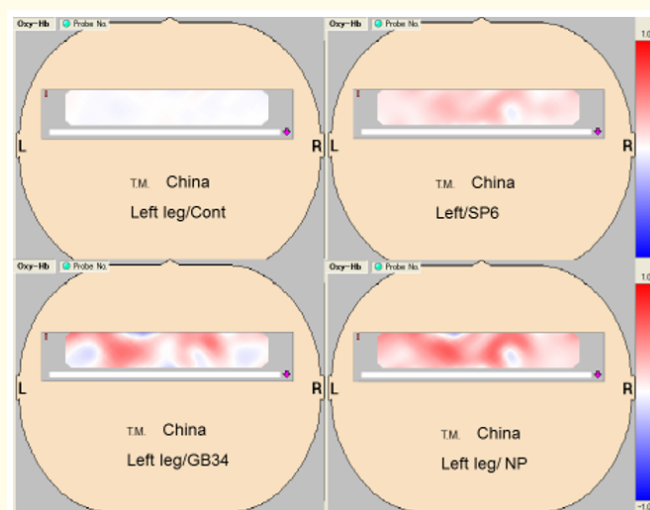 Oxy-Hb Probe No.
Oxy-Hb Probe No.
1.0
I
I
L
R
L
R
T.M. China
Left leg/Cont
T.M. China
Left/SP6
Oxy-Hb Probe No.
Oxy-Hb Probe No.
1.0
I
I
L
R
L
R
T.M. China
Left leg/GB34
T.M. China
Left leg/ NP
-1.0